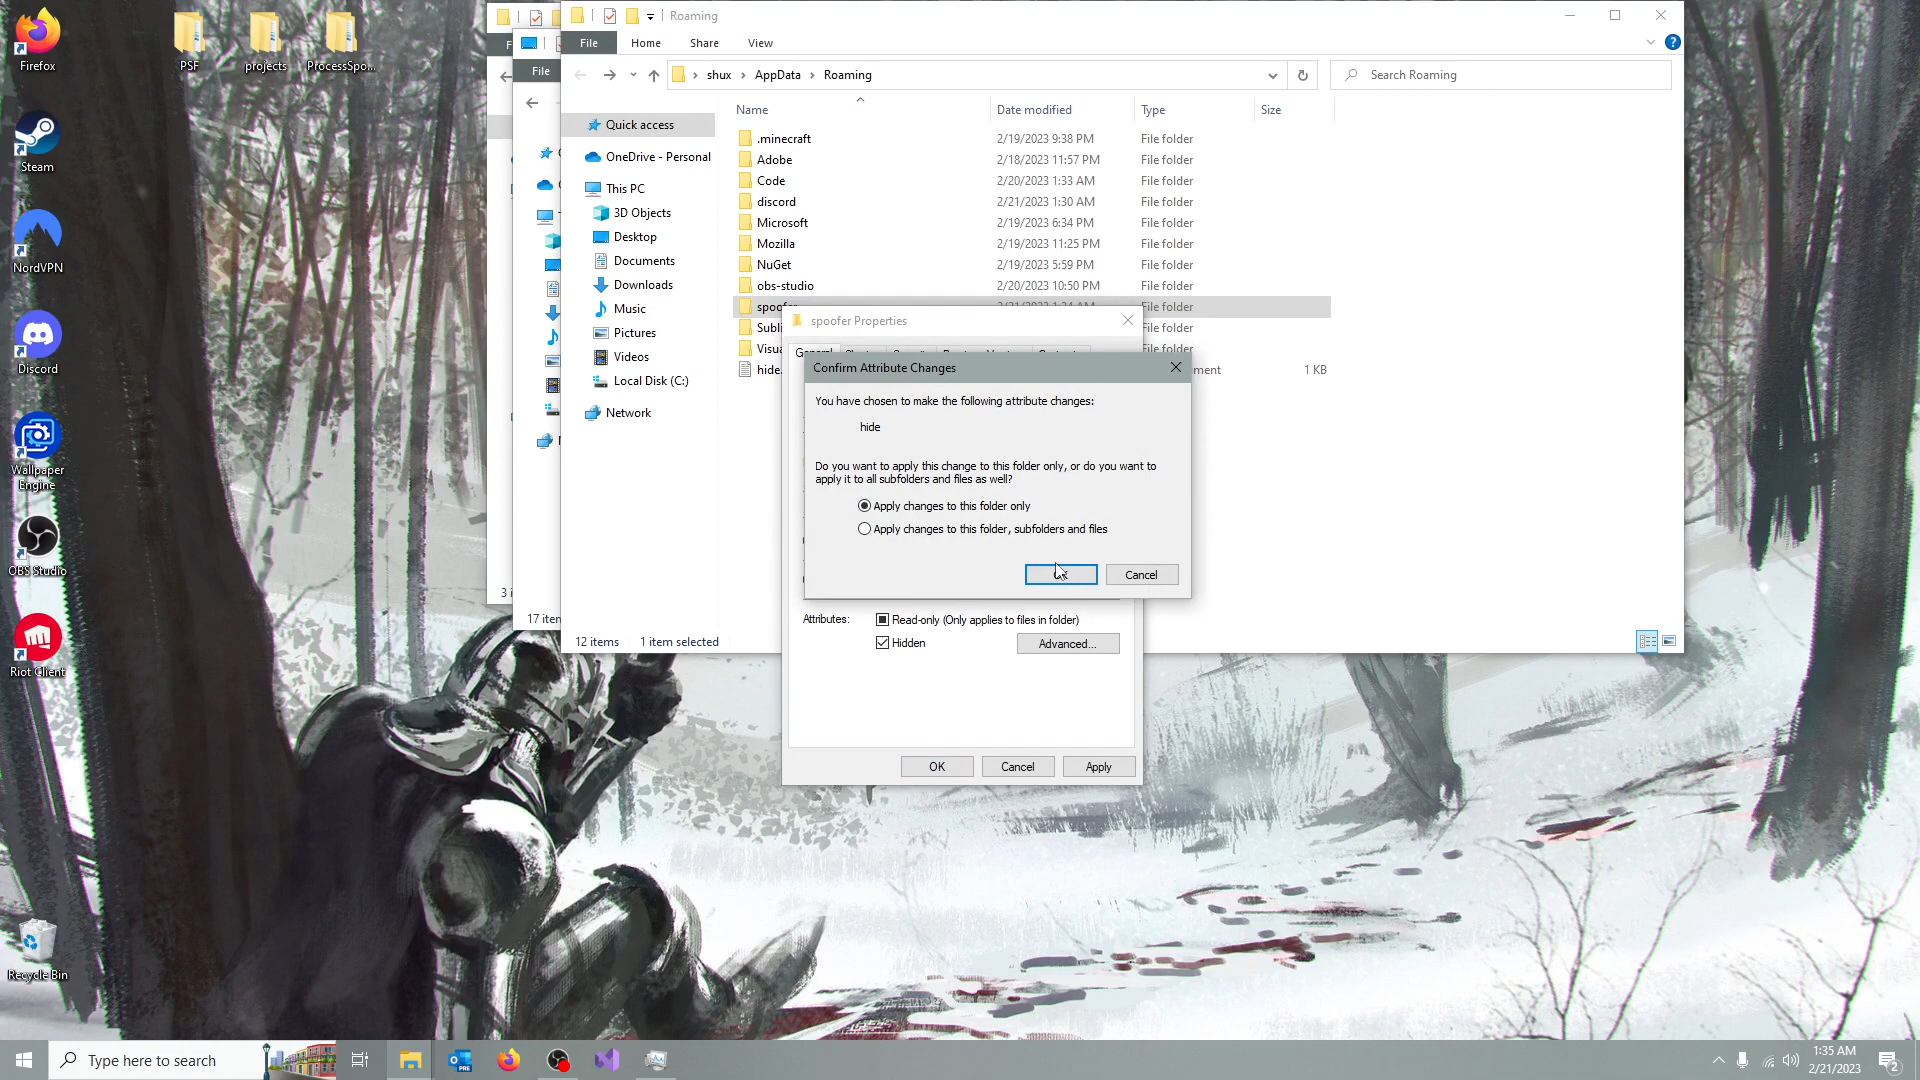 Firefox
Steam
NordVPN
Discord
Wallpaper
Engine
OBS Studio
Riot Client
Recycle Bin
PSF
projects
ProcessSpo...
File
17 item
Roaming
File
Home
Share
View
shux
AppData
Roaming
Search Roaming
Quick access
OneDrive - Personal
This PC
3D Objects
Desktop
Documents
Downloads
Music
Pictures
Videos
Local Disk (C:)
Network
Name
Date modified
Type
Size
.minecraft
2/19/2023 9:38 PM
File folder
Adobe
2/18/2023 11:57 PM
File folder
Code
2/20/2023 1:33 AM
File folder
discord
2/21/2023 1:30 AM
File folder
Microsoft
2/19/2023 6:34 PM
File folder
Mozilla
2/19/2023 11:25 PM
File folder
NuGet
2/19/2023 5:59 PM
File folder
obs-studio
2/20/2023 10:50 PM
File folder
File folder
File folder
File folder
hide.
1 KB
12 items
1 item selected
spoofer Properties
Confirm Attribute Changes
You have chosen to make the following attribute changes:
hide
Do you want to apply this change to this folder only, or do you want to
apply it to all subfolders and files as well?
Apply changes to this folder only
Apply changes to this folder, subfolders and files
Cancel
Attributes:
Read-only (Only applies to files in folder)
Hidden
Advanced...
OK
Cancel
Apply
Type here to search
1:35 AM
2/21/2023
2